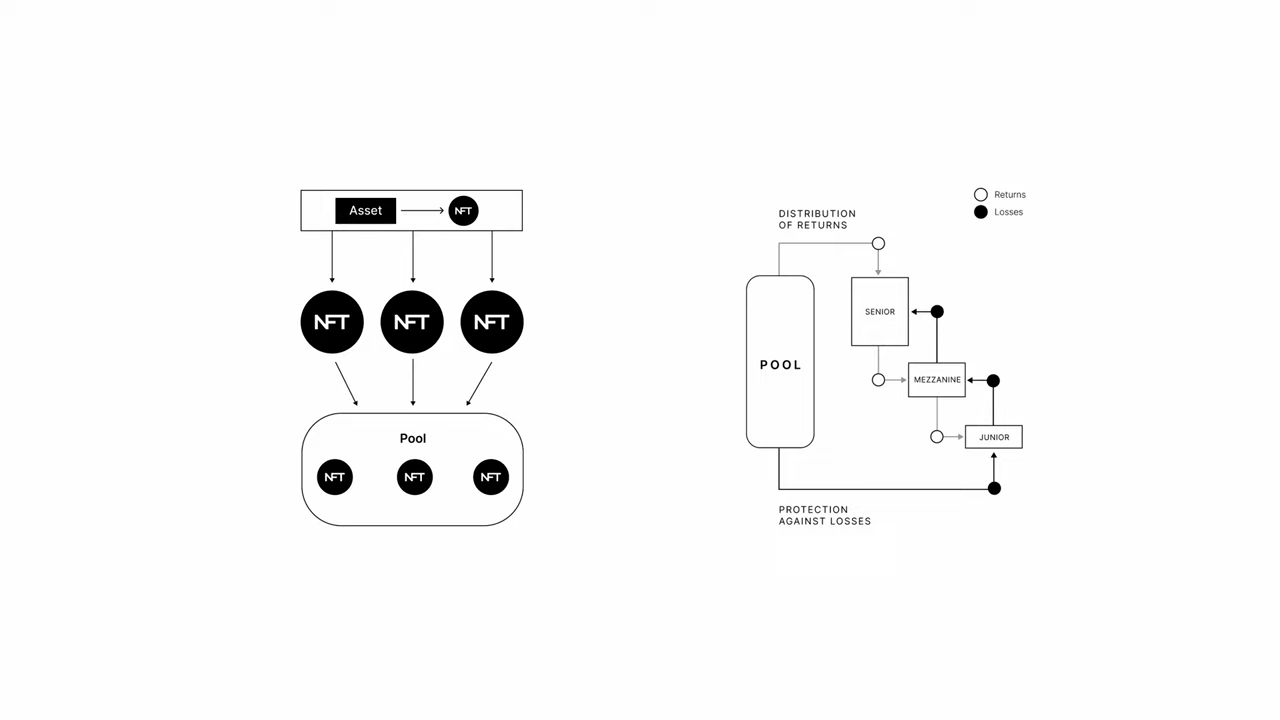 Asset
NFT
NFT
NFT
NFT
Pool
NFT
NFT
NFT
Returns
Losses
DISTRIBUTION
OF RETURNS
SENIOR
POOL
MEZZANINE
JUNIOR
PROTECTION
AGAINST LOSSES